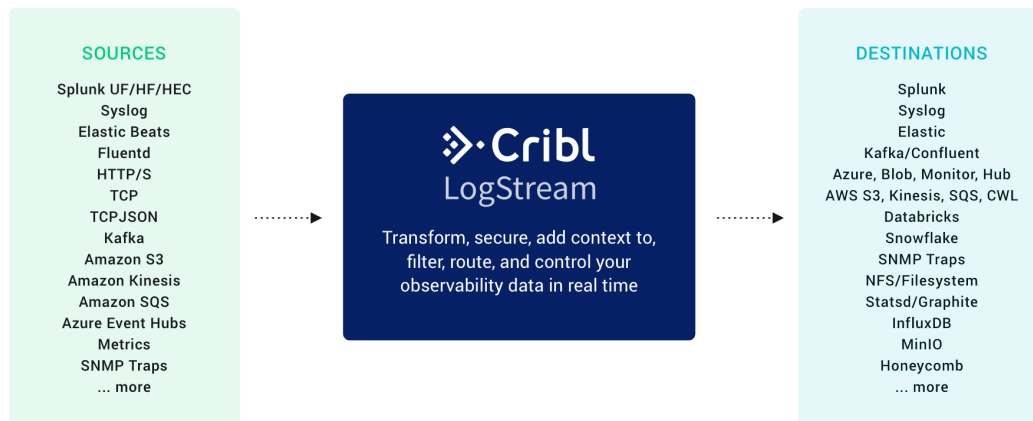 SOURCES
Splunk UF/HF/HEC
Syslog
Elastic Beats
Fluentd
HTTP/S
TCP
TCPJSON
Kafka
Amazon S3
Amazon Kinesis
Amazon SQS
Azure Event Hubs
Metrics
SNMP Traps
... more
Cribl
LogStream
Transform, secure, add context to,
filter, route, and control your
observability data in real time
DESTINATIONS
Splunk
Syslog
Elastic
Kafka/Confluent
Azure, Blob, Monitor, Hub
AWS S3, Kinesis, SQS, CWL
Databricks
Snowflake
SNMP Traps
NFS/Filesystem
Statsd/Graphite
InfluxDB
MinIO
Honeycomb
... more